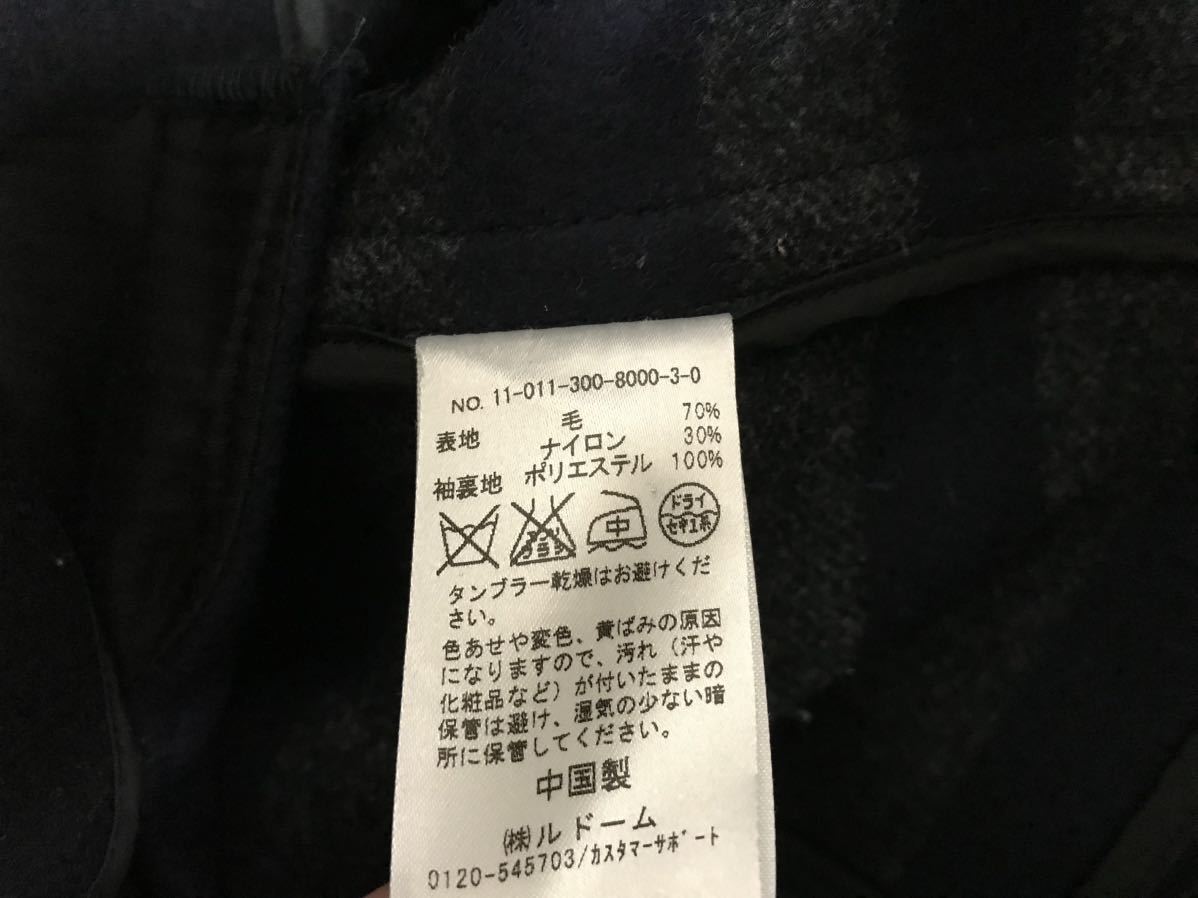 NO. 11-011-300-8000-3-0
表地 毛 70%
ナイロン 30%
袖裏地 ポリエステル 100%
中 ドライ セキユ系
タンブラー乾燥はお避けくだ
さい。
色あせや変色、黄ばみの原因
になりますので、汚れ（汗や
化粧品など）が付いたままの
保管は避け、湿気の少ない暗
所に保管してください。
中国製
(株)ルドーム
0120-545703/カスタマーサポート